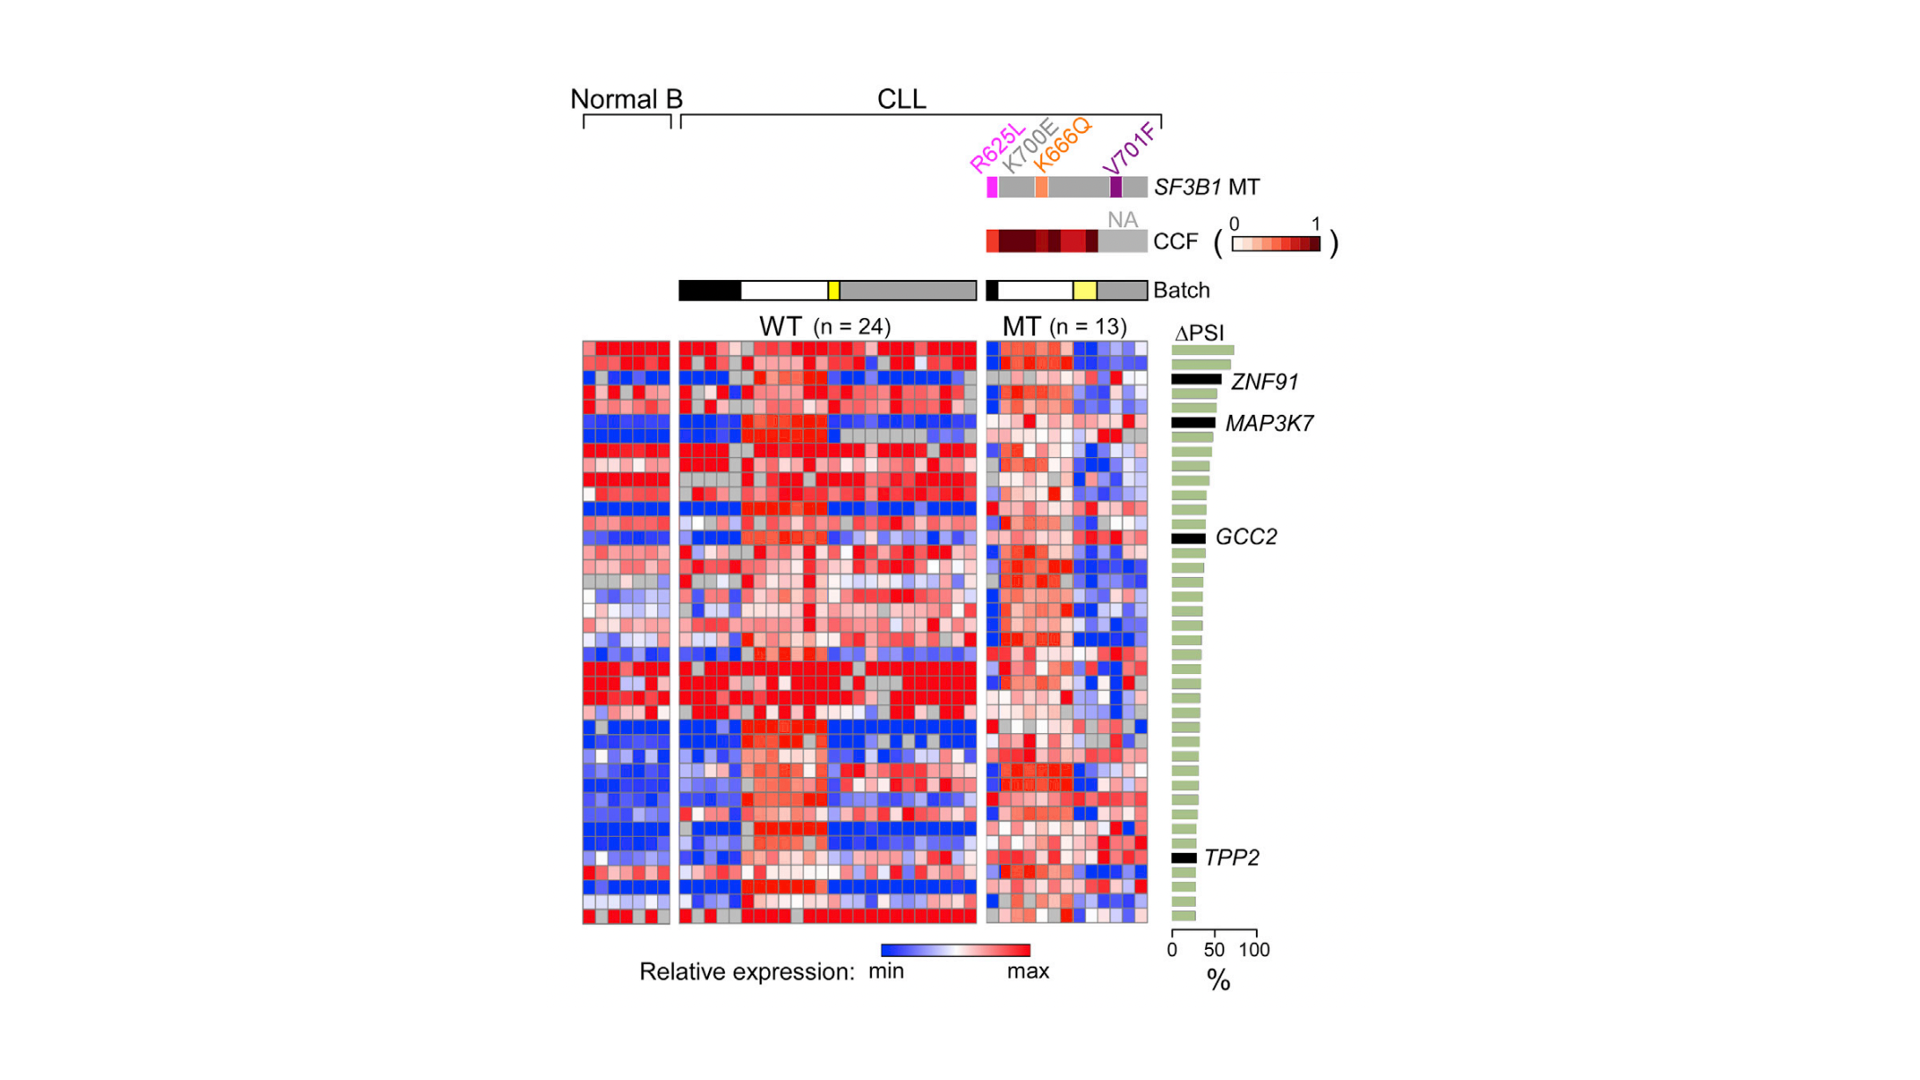 Normal B
CLL
R625L
K700E
K666Q
V701F
SF3B1 MT
NA
CCF ( 0 1 )
Batch
WT (n = 24)
MT (n = 13)
ΔPSI
ZNF91
MAP3K7
GCC2
TPP2
0 50 100
%
Relative expression: min max